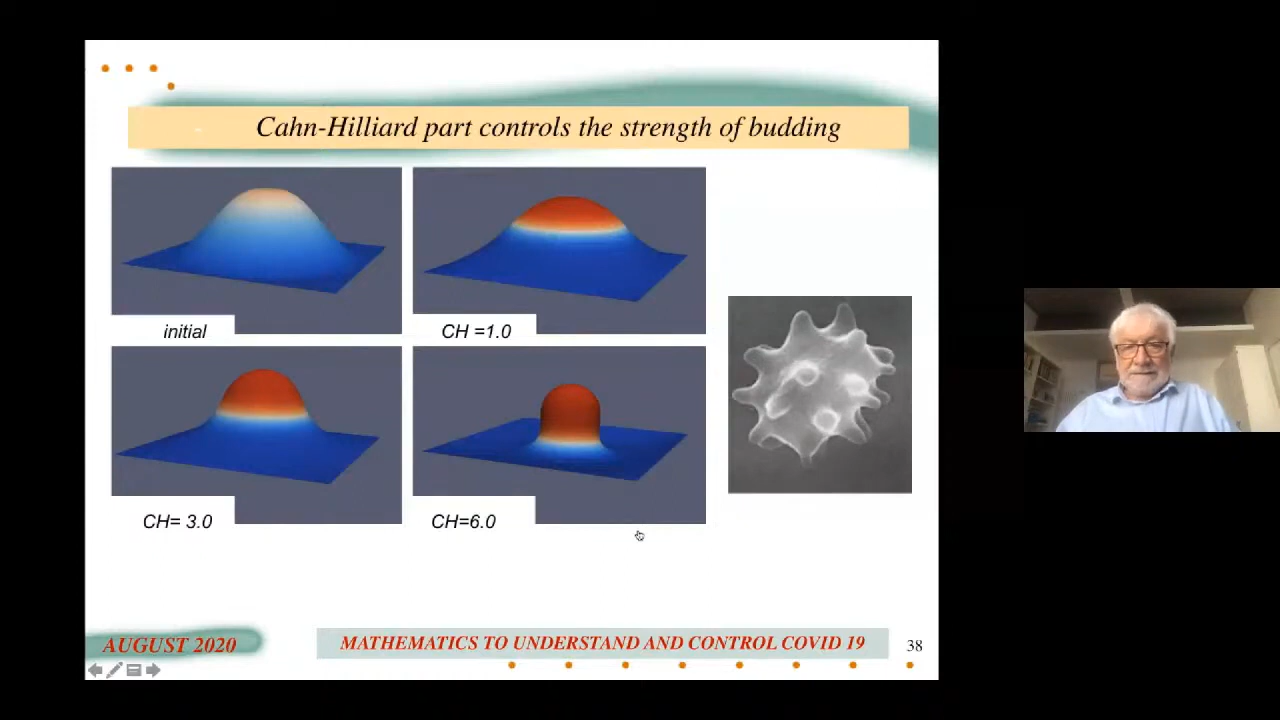 Cahn-Hilliard part controls the strength of budding
initial
CH =1.0
CH= 3.0
CH=6.0
AUGUST 2020
MATHEMATICS TO UNDERSTAND AND CONTROL COVID 19
38